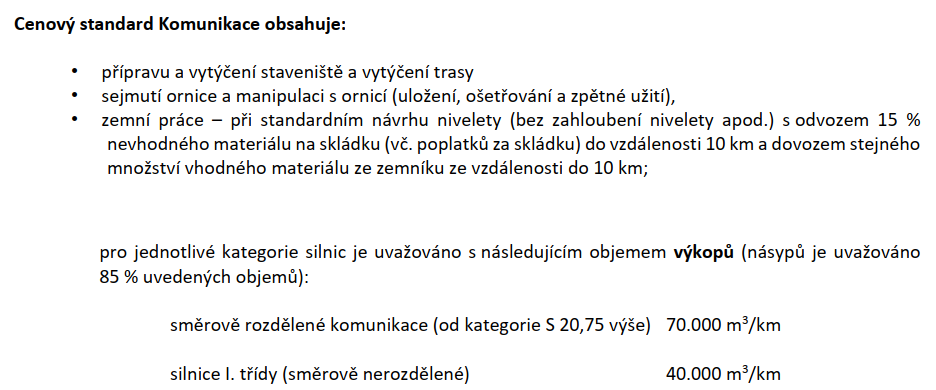 Cenový standard Komunikace obsahuje:
• přípravu a vytýčení staveniště a vytýčení trasy
• sejmutí ornice a manipulaci s ornicí (uložení, ošetřování a zpětné užití),
• zemní práce – při standardním návrhu nivelety (bez zahloubení nivelety apod.) s odvozem 15 %
nevhodného materiálu na skládku (vč. poplatků za skládku) do vzdálenosti 10 km a dovozem stejného
množství vhodného materiálu ze zemníku ze vzdálenosti do 10 km;
pro jednotlivé kategorie silnic je uvažováno s následujícím objemem výkopů (násypů je uvažováno
85 % uvedených objemů):
směrově rozdělené komunikace (od kategorie S 20,75 výše) 70.000 m³/km
silnice I. třídy (směrově nerozdělené) 40.000 m³/km